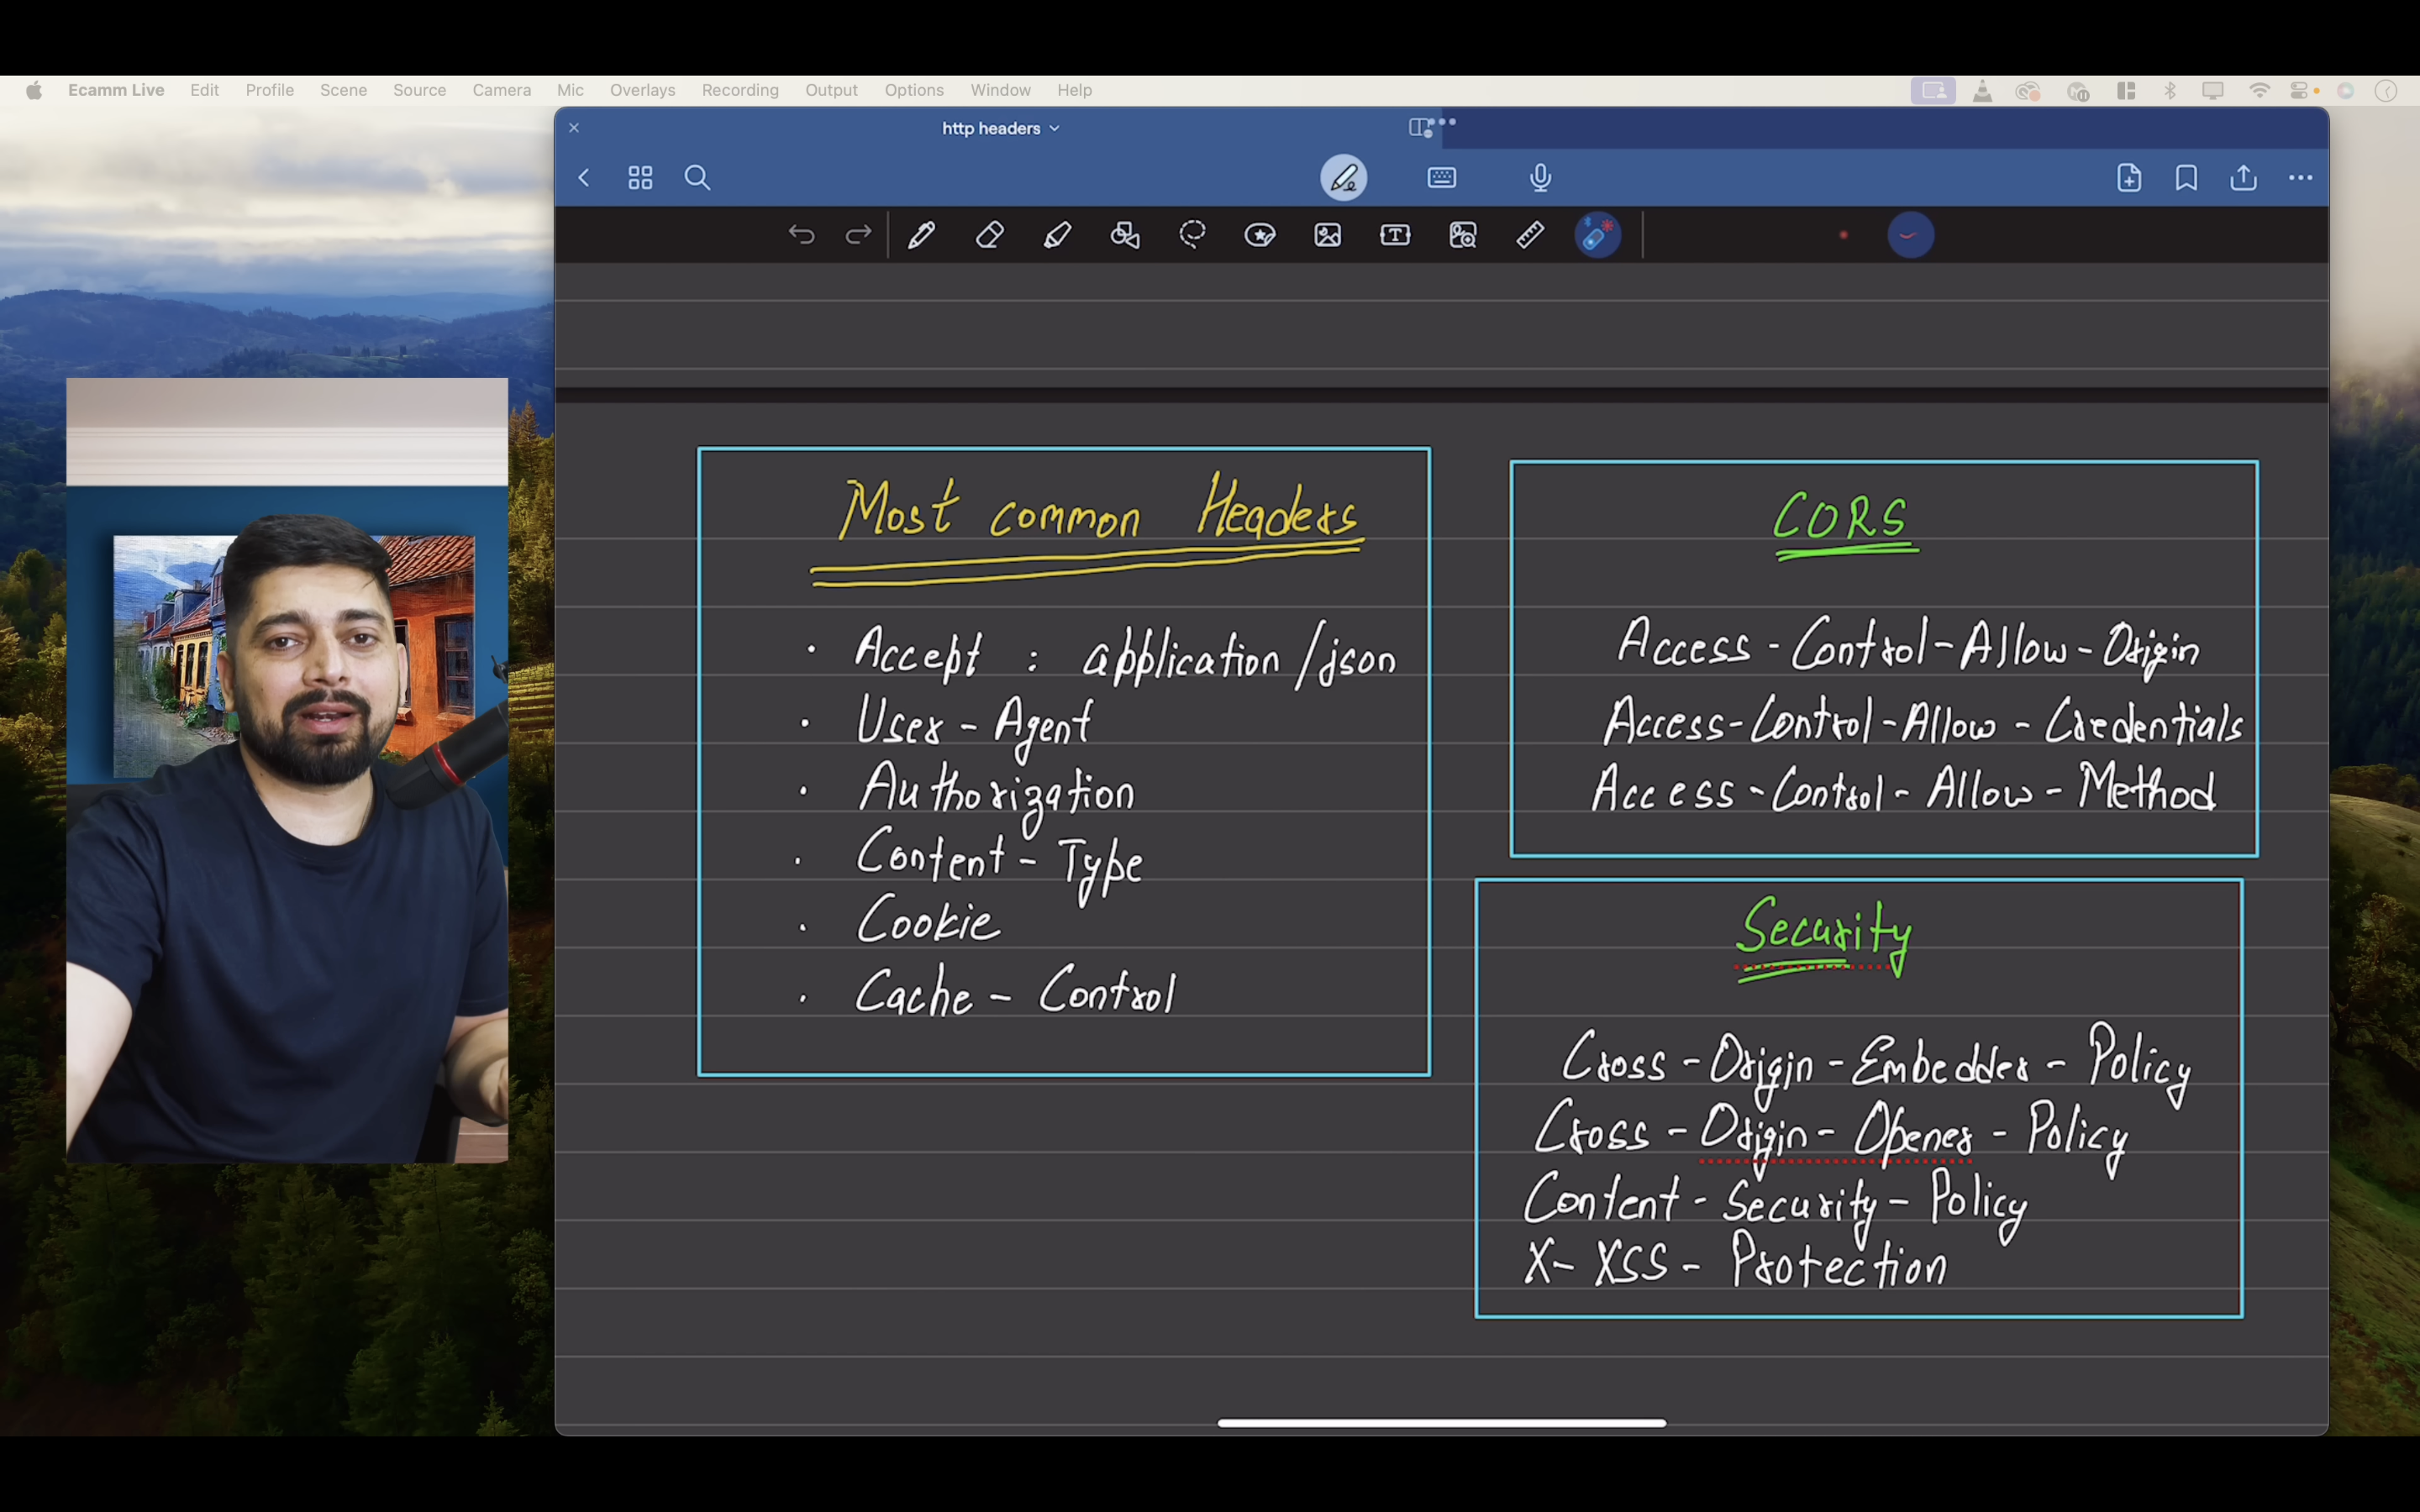 Ecamm Live Edit Profile Scene Source Camera Mic Overlays Recording Output Options Window Help
http headers
Most common Headers
• Accept : application/json
• User - Agent
• Authorization
• Content - Type
• Cookie
• Cache - Control
CORS
Access - Control - Allow - Origin
Access - Control - Allow - Credentials
Access - Control - Allow - Method
Security
Cross - Origin - Embedder - Policy
Cross - Origin - Opener - Policy
Content - Security - Policy
X - XSS - Protection